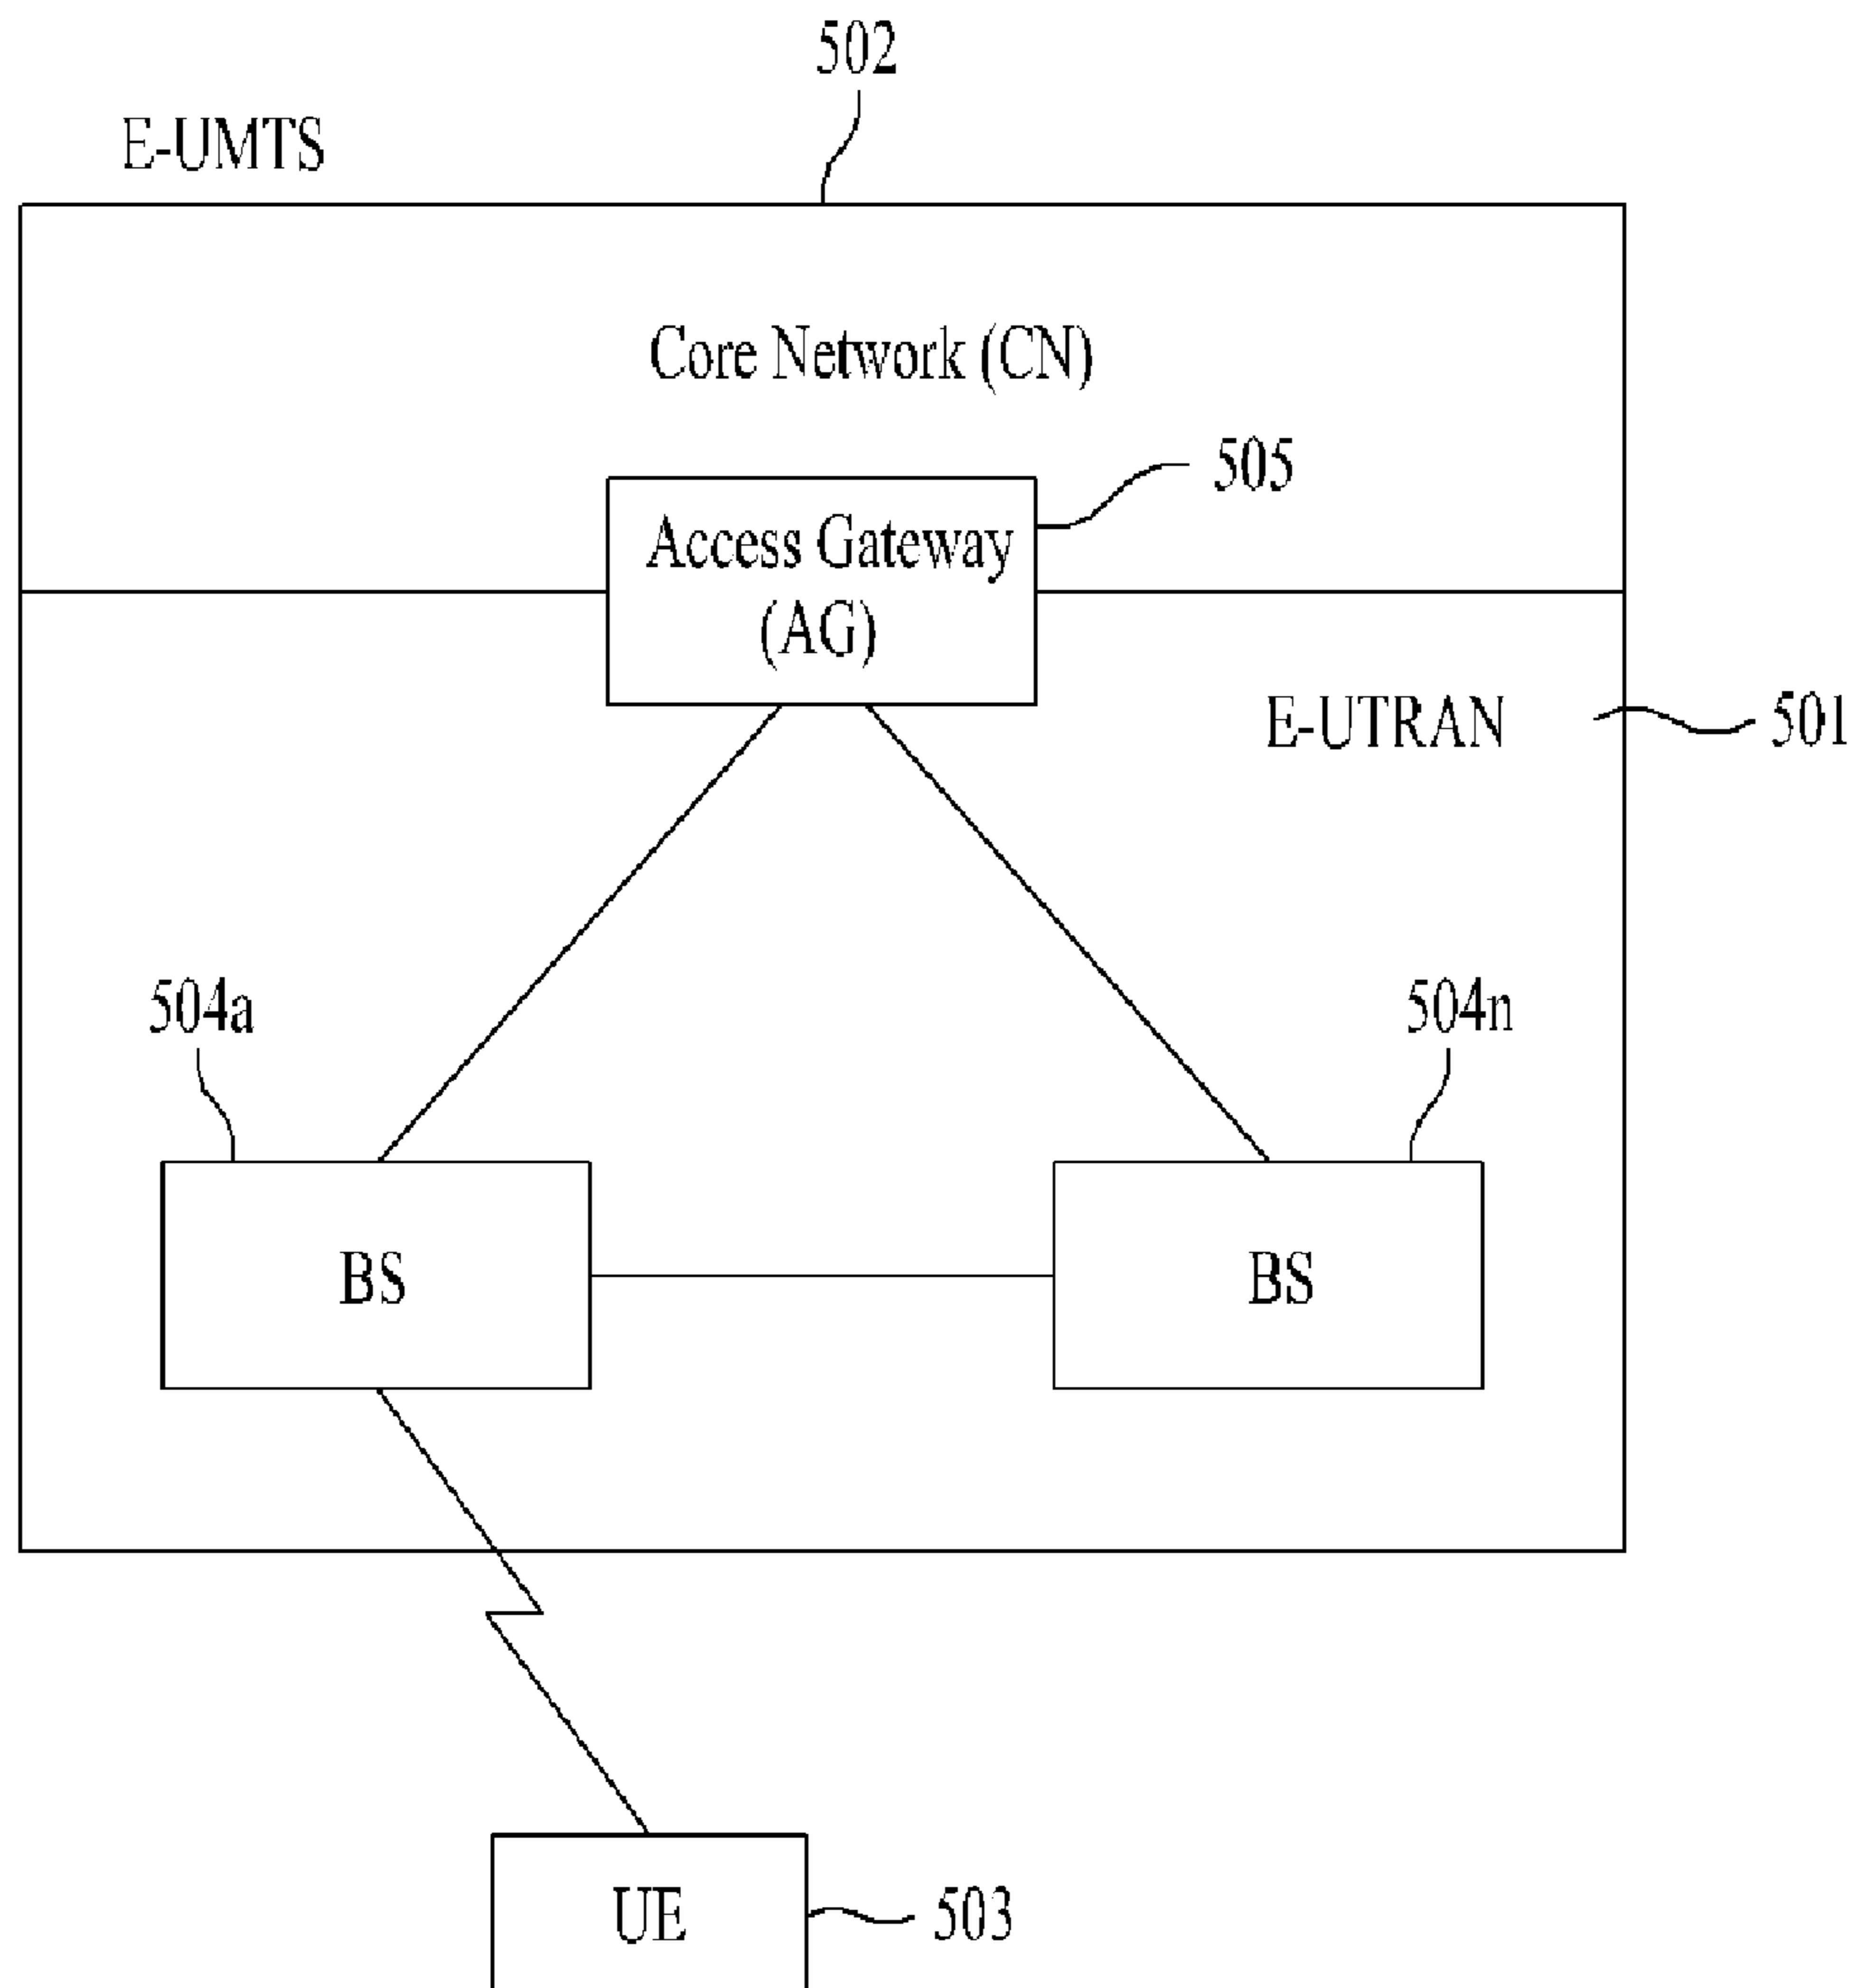 502
E-UMTS
Core Network (CN)
505
Access Gateway
(AG)
E-UTRAN
501
504a
504n
BS
BS
UE
503